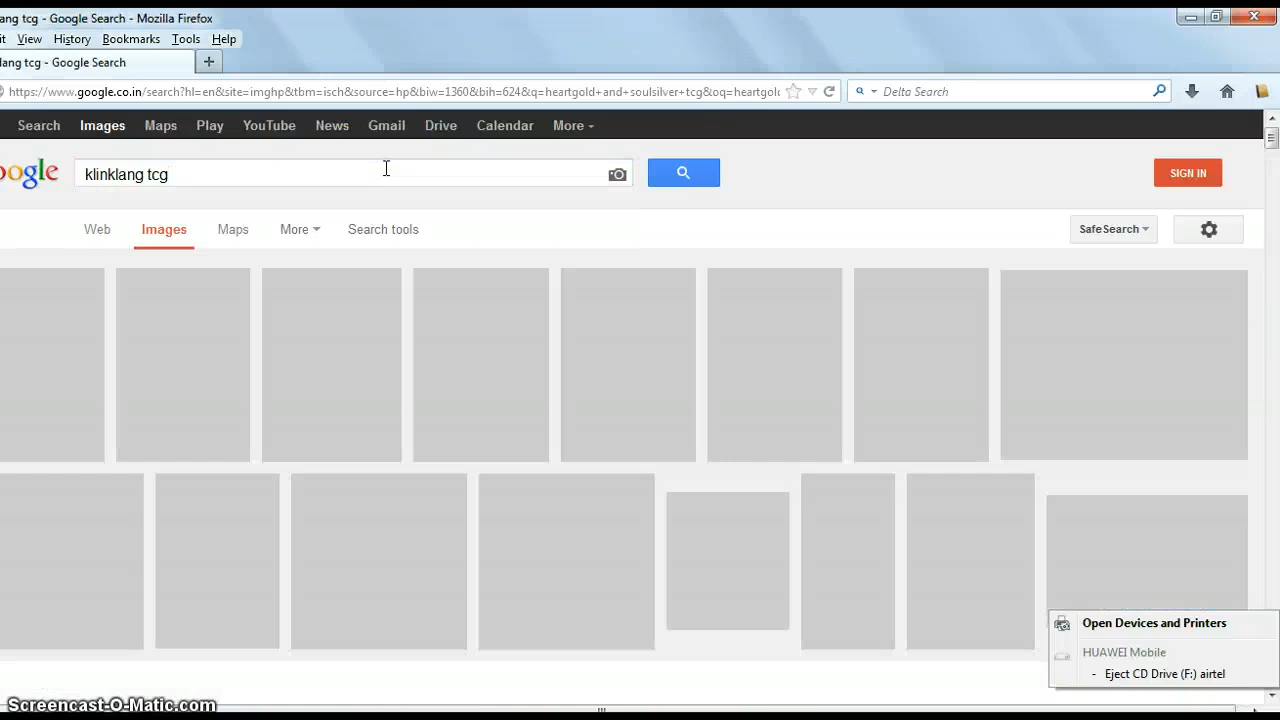 ang tcg - Google Search - Mozilla Firefox
it View History Bookmarks Tools Help
lang tcg - Google Search +
https://www.google.co.in/search?hl=en&site=imghp&tbm=isch&source=hp&biw=1360&bih=624&q=heartgold+and+soulsilver+tcg&oq=heartgold
Delta Search
Search Images Maps Play YouTube News Gmail Drive Calendar More
oogle klinklang tcg SIGN IN
Web Images Maps More Search tools SafeSearch
Open Devices and Printers
HUAWEI Mobile
- Eject CD Drive (F:) airtel
Screencast-O-Matic.com